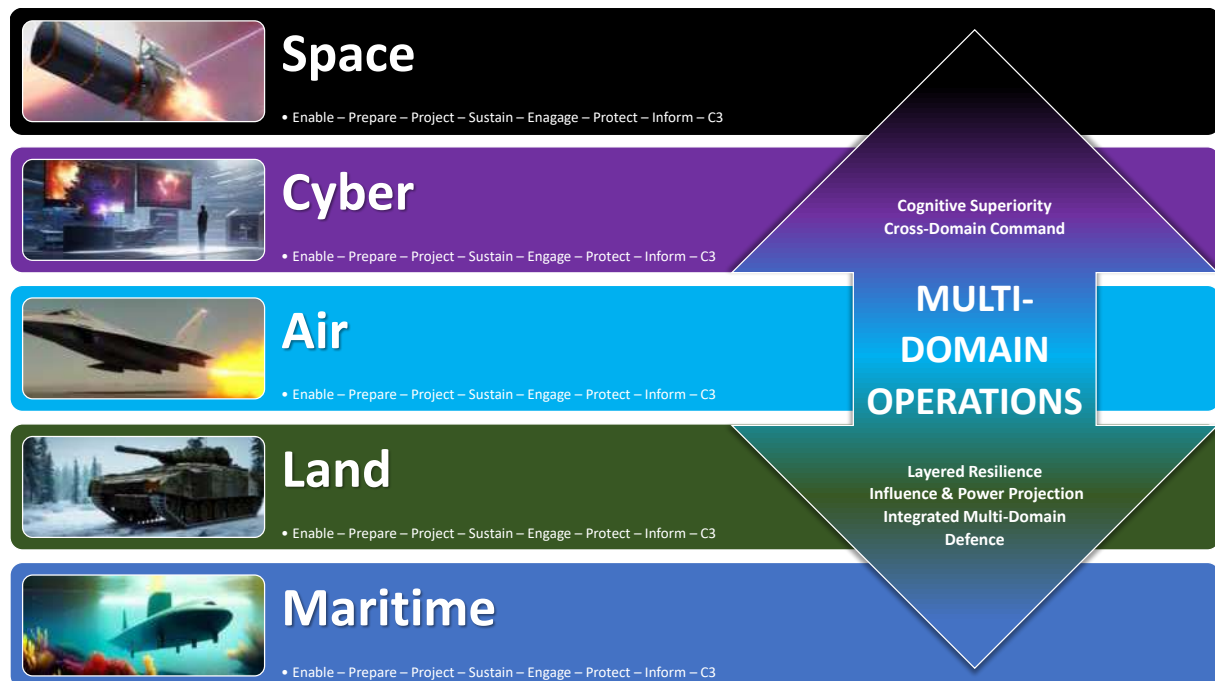 Space
• Enable – Prepare – Project – Sustain – Enagage – Protect – Inform – C3
Cyber
• Enable – Prepare – Project – Sustain – Engage – Protect – Inform – C3
Air
• Enable – Prepare – Project – Sustain – Engage – Protect – Inform – C3
Land
• Enable – Prepare – Project – Sustain – Engage – Protect – Inform – C3
Maritime
• Enable – Prepare – Project – Sustain – Engage – Protect – Inform – C3
Cognitive Superiority
Cross-Domain Command
MULTI-
DOMAIN
OPERATIONS
Layered Resilience
Influence & Power Projection
Integrated Multi-Domain
Defence